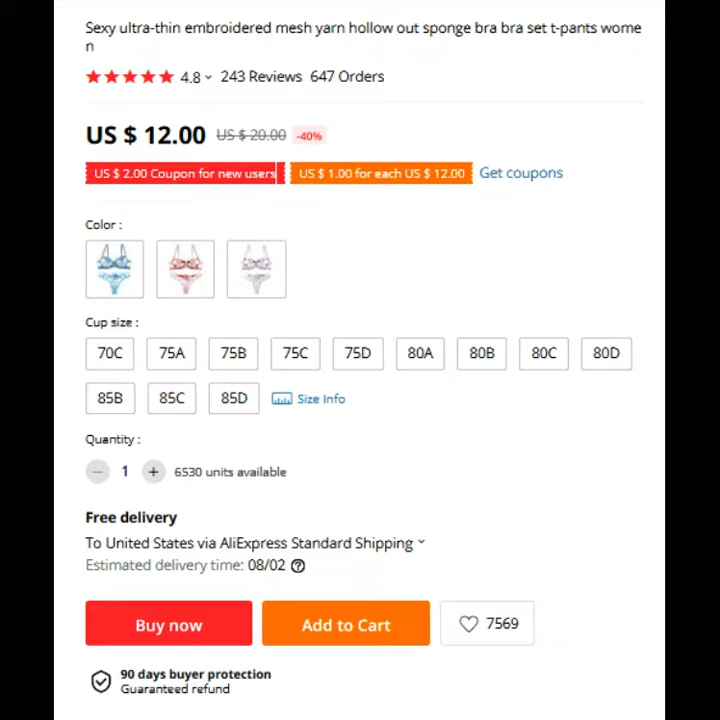 Sexy ultra-thin embroidered mesh yarn hollow out sponge bra bra set t-pants wome
n
4.8 243 Reviews 647 Orders
US $ 12.00 US $ 20.00 -40%
US $ 2.00 Coupon for new users US $ 1.00 for each US $ 12.00 Get coupons
Color :
Cup size :
70C 75A 75B 75C 75D 80A 80B 80C 80D
85B 85C 85D Size Info
Quantity :
− 1 + 6530 units available
Free delivery
To United States via AliExpress Standard Shipping
Estimated delivery time: 08/02 ?
Buy now Add to Cart 7569
90 days buyer protection
Guaranteed refund